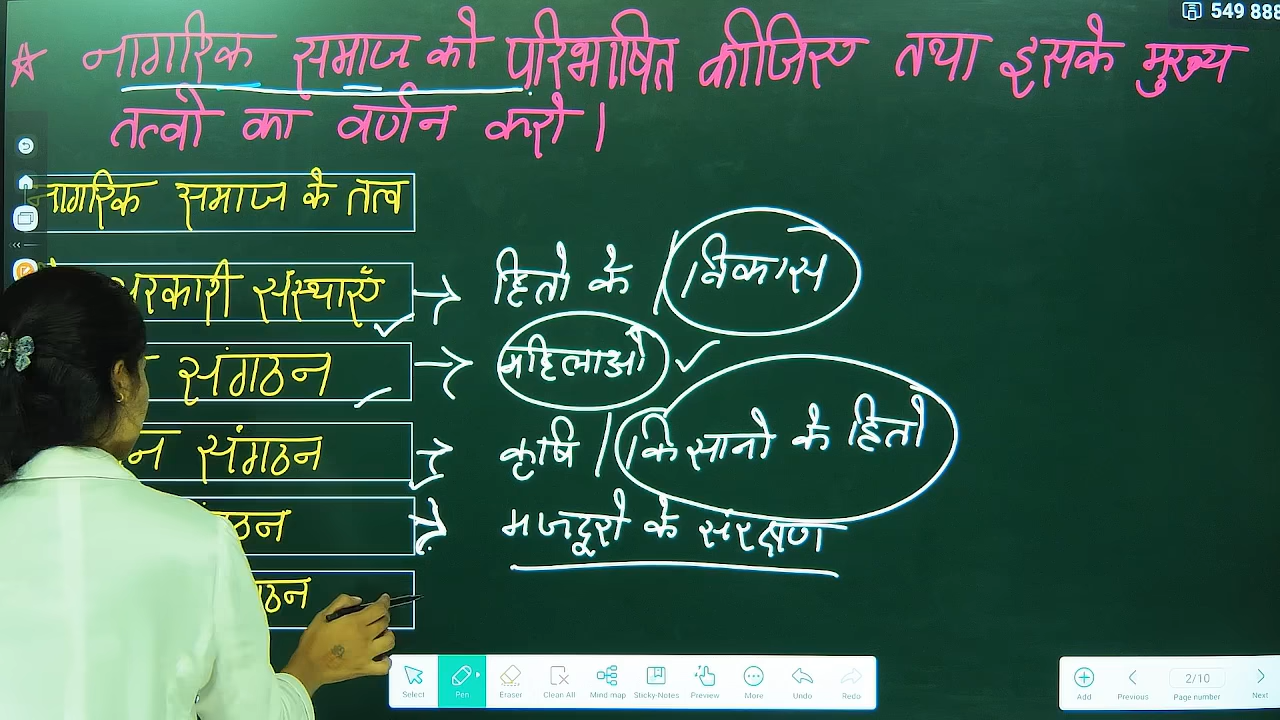 549 888
☆ नागरिक समाज को परिभाषित कीजिए तथा इसके मुख्य
तत्वों का वर्णन करो।
नागरिक समाज के तत्व
सरकारी संस्थाएँ → हितों के / विकास
संगठन → महिलाओं ✓
संगठन → कृषि / किसानो के हितों
→ मजदूरों के संरक्षण
Select Pen Eraser Clean All Mind map Sticky-Notes Preview More Undo Redo
Add Previous 2/10 Page number Next